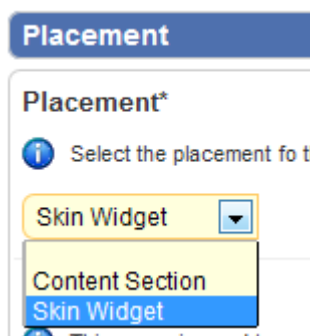 Placement
Placement*
Select the placement fo t
Skin Widget
Content Section
Skin Widget